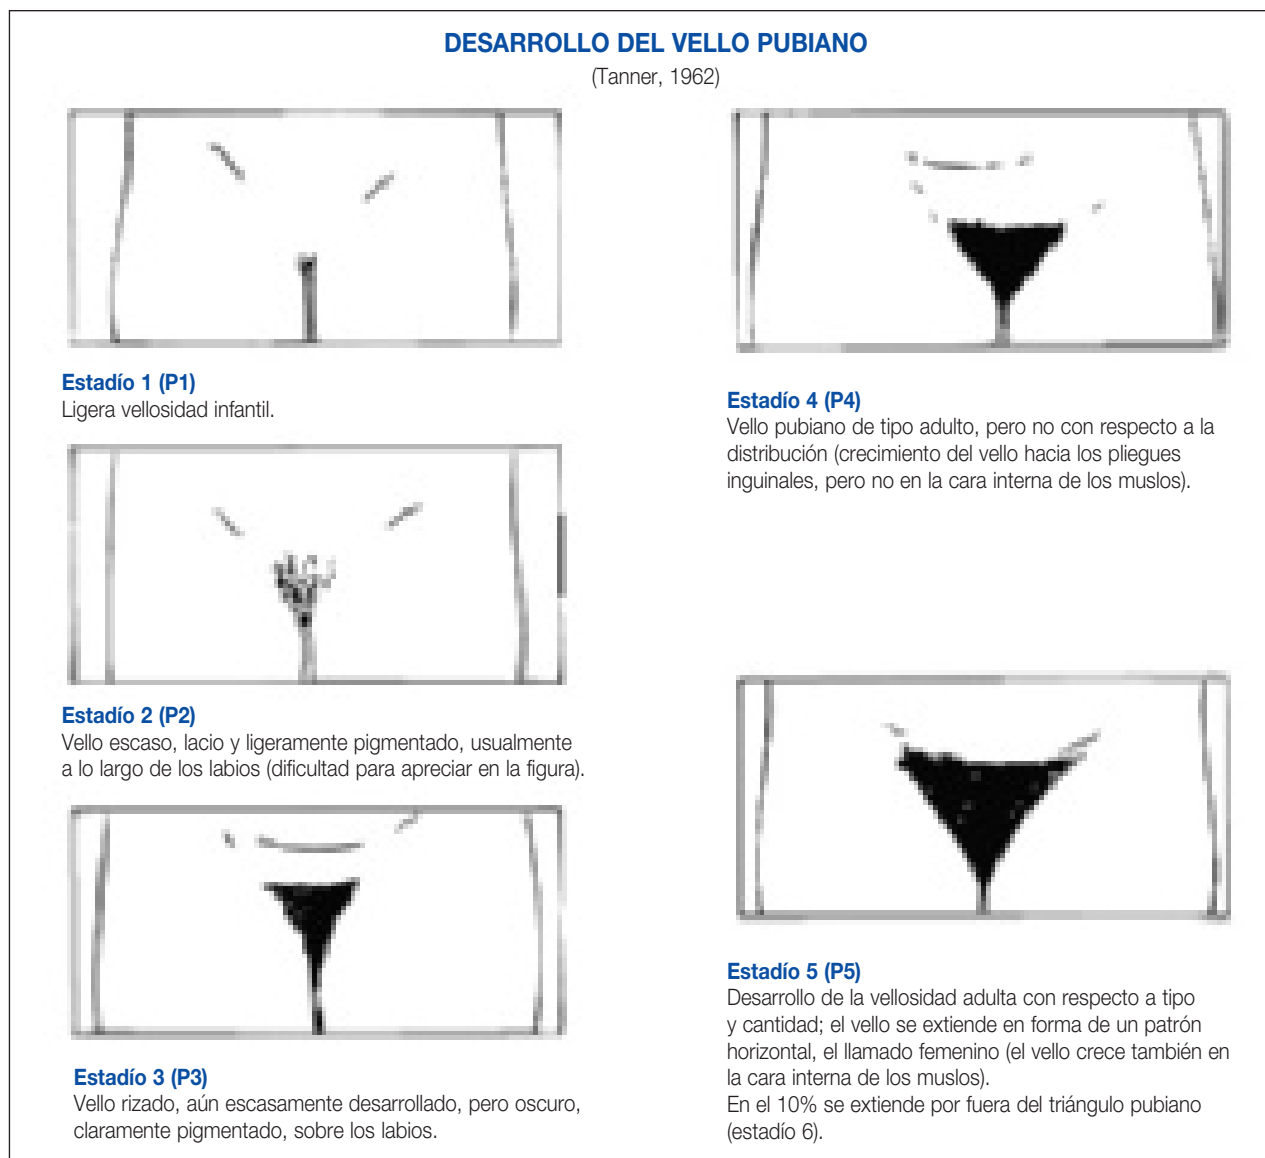 DESARROLLO DEL VELLO PUBIANO
(Tanner, 1962)
Estadío 1 (P1)
Ligera vellosidad infantil.
Estadío 2 (P2)
Vello escaso, lacio y ligeramente pigmentado, usualmente
a lo largo de los labios (dificultad para apreciar en la figura).
Estadío 3 (P3)
Vello rizado, aún escasamente desarrollado, pero oscuro,
claramente pigmentado, sobre los labios.
Estadío 4 (P4)
Vello pubiano de tipo adulto, pero no con respecto a la
distribución (crecimiento del vello hacia los pliegues
inguinales, pero no en la cara interna de los muslos).
Estadío 5 (P5)
Desarrollo de la vellosidad adulta con respecto a tipo
y cantidad; el vello se extiende en forma de un patrón
horizontal, el llamado femenino (el vello crece también en
la cara interna de los muslos).
En el 10% se extiende por fuera del triángulo pubiano
(estadío 6).